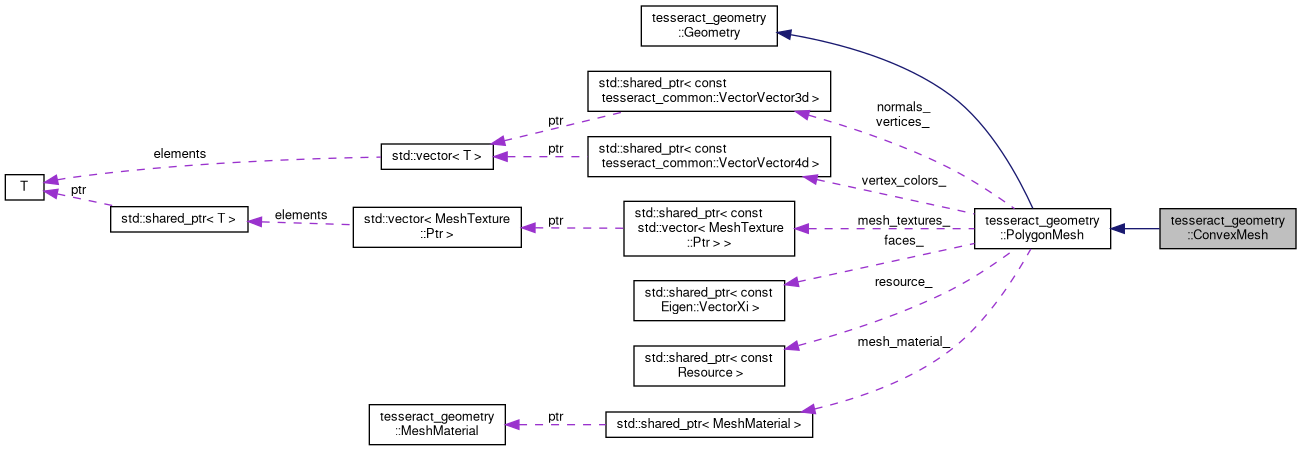 tesseract_geometry
::Geometry
std::shared_ptr< const
tesseract_common::VectorVector3d >
normals_
vertices_
ptr
std::vector< T >
elements
ptr
std::shared_ptr< const
tesseract_common::VectorVector4d >
vertex_colors_
T
ptr
std::shared_ptr< T >
elements
std::vector< MeshTexture
::Ptr >
ptr
std::shared_ptr< const
std::vector< MeshTexture
::Ptr > >
mesh_textures_
tesseract_geometry
::PolygonMesh
tesseract_geometry
::ConvexMesh
faces_
std::shared_ptr< const
Eigen::VectorXi >
resource_
std::shared_ptr< const
Resource >
mesh_material_
tesseract_geometry
::MeshMaterial
ptr
std::shared_ptr< MeshMaterial >